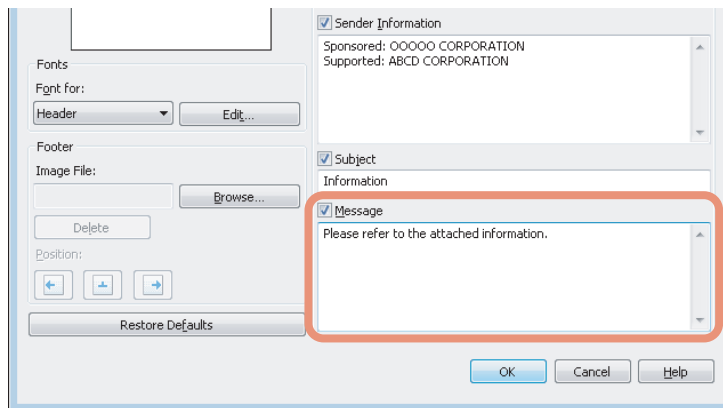 Fonts
Font for:
Header
Edit...
Footer
Image File:
Browse...
Delete
Position:
Restore Defaults
Sender Information
Sponsored: OOOOO CORPORATION
Supported: ABCD CORPORATION
Subject
Information
Message
Please refer to the attached information.
OK
Cancel
Help